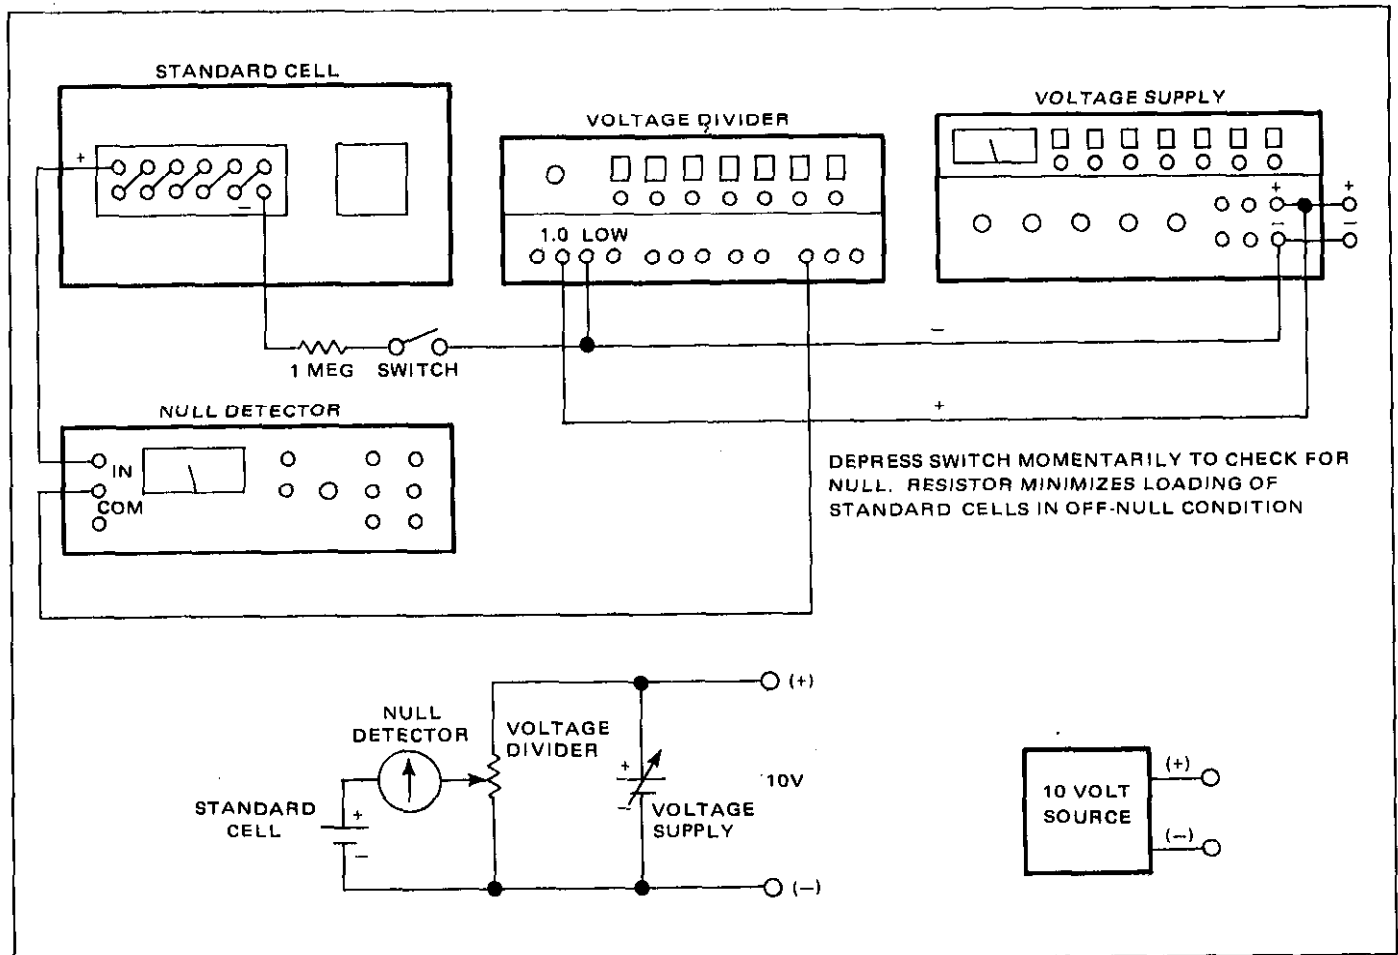 STANDARD CELL
VOLTAGE DIVIDER
VOLTAGE SUPPLY
+
−
1.0 LOW
+
−
+
−
1 MEG
SWITCH
−
+
NULL DETECTOR
IN
COM
DEPRESS SWITCH MOMENTARILY TO CHECK FOR
NULL. RESISTOR MINIMIZES LOADING OF
STANDARD CELLS IN OFF-NULL CONDITION
NULL
DETECTOR
VOLTAGE
DIVIDER
STANDARD
CELL
+
−
+
−
VOLTAGE
SUPPLY
10V
(+)
(−)
10 VOLT
SOURCE
(+)
(−)